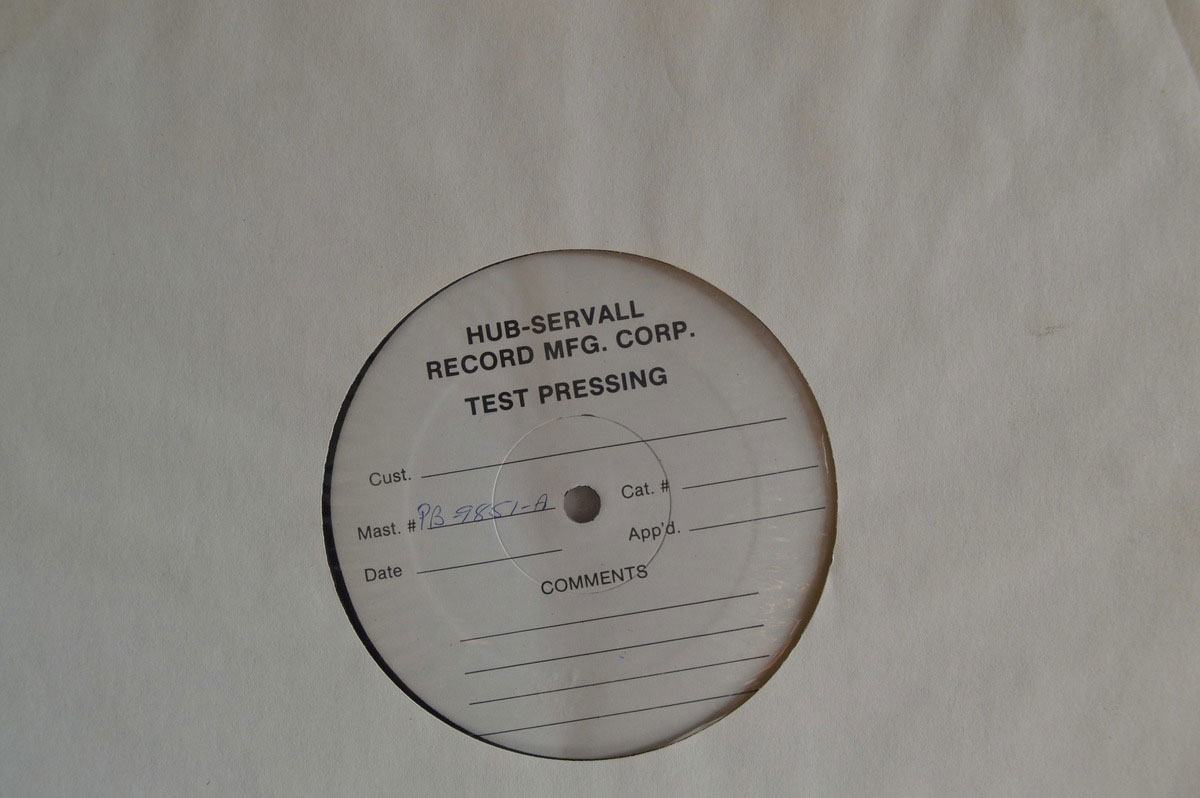 HUB-SERVALL
RECORD MFG. CORP.
TEST PRESSING
Cust.
Cat. #
Mast. # PB-9851-A
App'd.
Date
COMMENTS